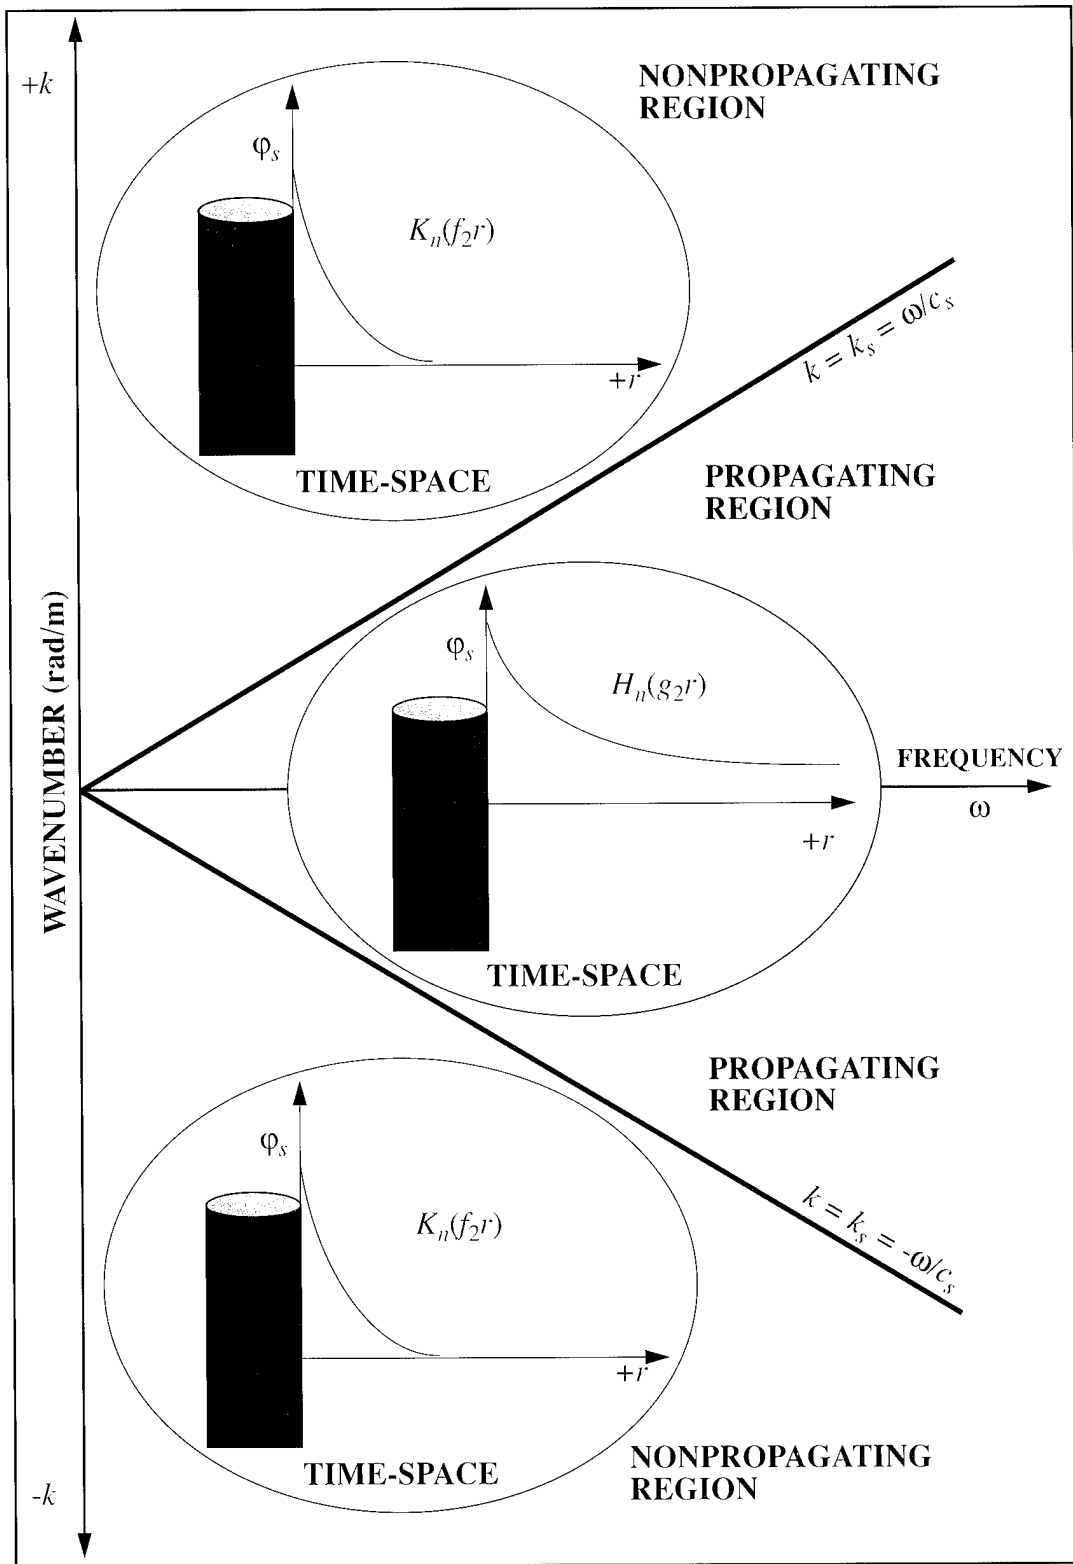 +k
NONPROPAGATING
REGION
φs
Kn(f2r)
+r
TIME-SPACE
k = ks = ω/cs
PROPAGATING
REGION
WAVENUMBER (rad/m)
φs
Hn(g2r)
+r
TIME-SPACE
FREQUENCY
ω
PROPAGATING
REGION
k = ks = -ω/cs
φs
Kn(f2r)
+r
TIME-SPACE
NONPROPAGATING
REGION
-k